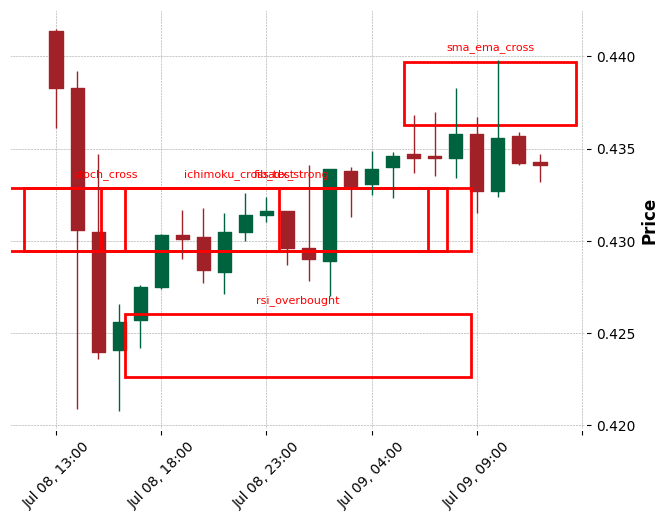 sma_ema_cross
0.440
0.435
stoch_cross
ichimoku_cross
strong
0.430
Price
rsi_overbought
0.425
0.420
Jul 08, 13:00
Jul 08, 18:00
Jul 08, 23:00
Jul 09, 04:00
Jul 09, 09:00